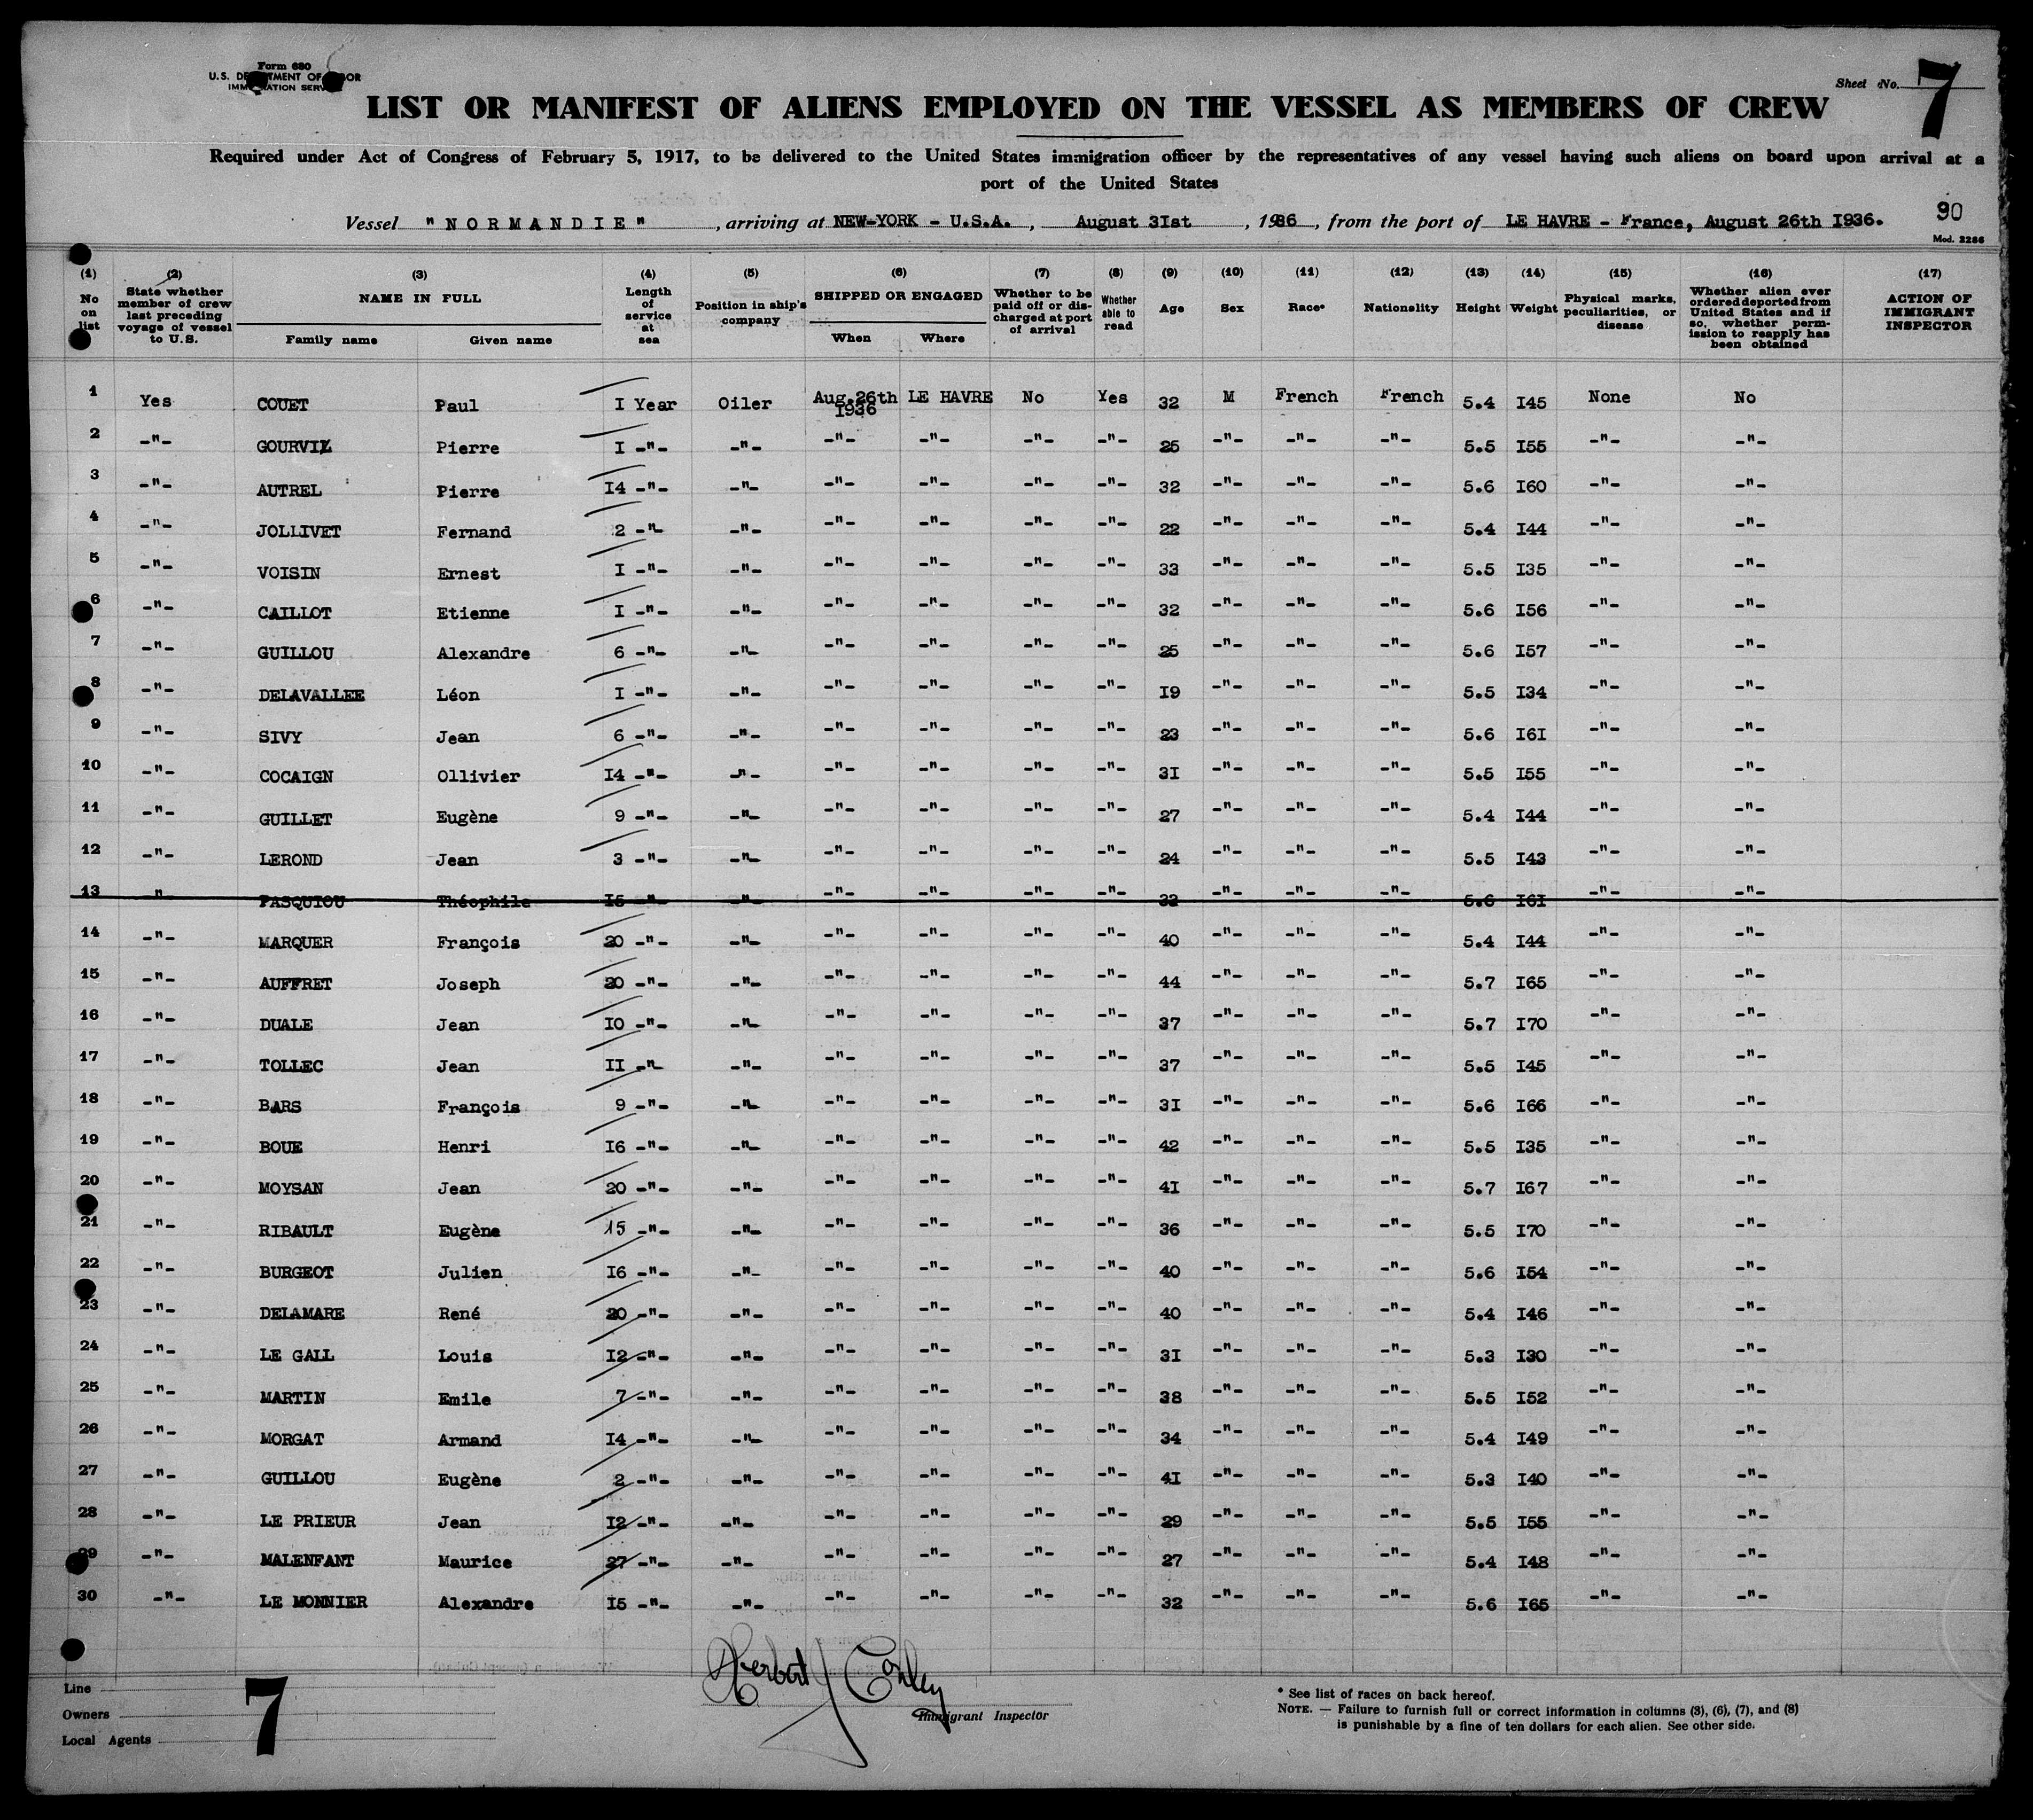 Form 680
U.S. DEPARTMENT OF LABOR
IMMIGRATION SERVICE
Sheet No. 7
LIST OR MANIFEST OF ALIENS EMPLOYED ON THE VESSEL AS MEMBERS OF CREW
Required under Act of Congress of February 5, 1917, to be delivered to the United States immigration officer by the representatives of any vessel having such aliens on board upon arrival at a
port of the United States
Vessel "NORMANDIE", arriving at NEW-YORK - U.S.A., August 3Ist, 1936, from the port of LE HAVRE - France, August 26th I936.
90
Mod. 2286
(1) No on list (2) State whether member of crew last preceding voyage of vessel to U.S. (3) NAME IN FULL Family name Given name (4) Length of service at sea (5) Position in ship's company (6) SHIPPED OR ENGAGED When Where (7) Whether to be paid off or discharged at port of arrival (8) Whether able to read (9) Age (10) Sex (11) Race* (12) Nationality (13) Height (14) Weight (15) Physical marks, peculiarities, or disease (16) Whether alien ever ordered deported from United States and if so, whether permission to reapply has been obtained (17) ACTION OF IMMIGRANT INSPECTOR
1 Yes COUET Paul I Year Oiler Aug.26th I936 LE HAVRE No Yes 32 M French French 5.4 I45 None No
2 -"- GOURVIL Pierre I -"- -"- -"- -"- -"- -"- 25 -"- -"- -"- 5.5 I55 -"- -"-
3 -"- AUTREL Pierre I4 -"- -"- -"- -"- -"- -"- 32 -"- -"- -"- 5.6 I60 -"- -"-
4 -"- JOLLIVET Fernand 2 -"- -"- -"- -"- -"- -"- 22 -"- -"- -"- 5.4 I44 -"- -"-
5 -"- VOISIN Ernest I -"- -"- -"- -"- -"- -"- 33 -"- -"- -"- 5.5 I35 -"- -"-
6 -"- CAILLOT Etienne I -"- -"- -"- -"- -"- -"- 32 -"- -"- -"- 5.6 I56 -"- -"-
7 -"- GUILLOU Alexandre 6 -"- -"- -"- -"- -"- -"- 25 -"- -"- -"- 5.6 I57 -"- -"-
8 -"- DELAVALLEE Léon I -"- -"- -"- -"- -"- -"- I9 -"- -"- -"- 5.5 I34 -"- -"-
9 -"- SIVY Jean 6 -"- -"- -"- -"- -"- -"- 23 -"- -"- -"- 5.6 I6I -"- -"-
10 -"- COCAIGN Ollivier I4 -"- -"- -"- -"- -"- -"- 3I -"- -"- -"- 5.5 I55 -"- -"-
11 -"- GUILLET Eugène 9 -"- -"- -"- -"- -"- -"- 27 -"- -"- -"- 5.4 I44 -"- -"-
12 -"- LEROND Jean 3 -"- -"- -"- -"- -"- -"- 24 -"- -"- -"- 5.5 I43 -"- -"-
13 -"- PASQUIOU Théophile I5 -"- -"- -"- -"- -"- -"- 32 -"- -"- -"- 5.6 I6I -"- -"-
14 -"- MARQUER François 20 -"- -"- -"- -"- -"- -"- 40 -"- -"- -"- 5.4 I44 -"- -"-
15 -"- AUFFRET Joseph 20 -"- -"- -"- -"- -"- -"- 44 -"- -"- -"- 5.7 I65 -"- -"-
16 -"- DUALE Jean I0 -"- -"- -"- -"- -"- -"- 37 -"- -"- -"- 5.7 I70 -"- -"-
17 -"- TOLLEC Jean II -"- -"- -"- -"- -"- -"- 37 -"- -"- -"- 5.5 I45 -"- -"-
18 -"- BARS François 9 -"- -"- -"- -"- -"- -"- 3I -"- -"- -"- 5.6 I66 -"- -"-
19 -"- BOUE Henri I6 -"- -"- -"- -"- -"- -"- 42 -"- -"- -"- 5.5 I35 -"- -"-
20 -"- MOYSAN Jean 20 -"- -"- -"- -"- -"- -"- 4I -"- -"- -"- 5.7 I67 -"- -"-
21 -"- RIBAULT Eugène 15 -"- -"- -"- -"- -"- -"- 36 -"- -"- -"- 5.5 I70 -"- -"-
22 -"- BURGEOT Julien I6 -"- -"- -"- -"- -"- -"- 40 -"- -"- -"- 5.6 I54 -"- -"-
23 -"- DELAMARE René 20 -"- -"- -"- -"- -"- -"- 40 -"- -"- -"- 5.4 I46 -"- -"-
24 -"- LE GALL Louis I2 -"- -"- -"- -"- -"- -"- 3I -"- -"- -"- 5.3 I30 -"- -"-
25 -"- MARTIN Emile 7 -"- -"- -"- -"- -"- -"- 38 -"- -"- -"- 5.5 I52 -"- -"-
26 -"- MORGAT Armand I4 -"- -"- -"- -"- -"- -"- 34 -"- -"- -"- 5.4 I49 -"- -"-
27 -"- GUILLOU Eugène 2 -"- -"- -"- -"- -"- -"- 4I -"- -"- -"- 5.3 I40 -"- -"-
28 -"- LE PRIEUR Jean I2 -"- -"- -"- -"- -"- -"- 29 -"- -"- -"- 5.5 I55 -"- -"-
29 -"- MALENFANT Maurice 27 -"- -"- -"- -"- -"- -"- 27 -"- -"- -"- 5.4 I48 -"- -"-
30 -"- LE MONNIER Alexandre I5 -"- -"- -"- -"- -"- -"- 32 -"- -"- -"- 5.6 I65 -"- -"-
Line
Owners
Local Agents
7
Herbert J Conley
Immigrant Inspector
* See list of races on back hereof.
NOTE. — Failure to furnish full or correct information in columns (3), (6), (7), and (8)
is punishable by a fine of ten dollars for each alien. See other side.